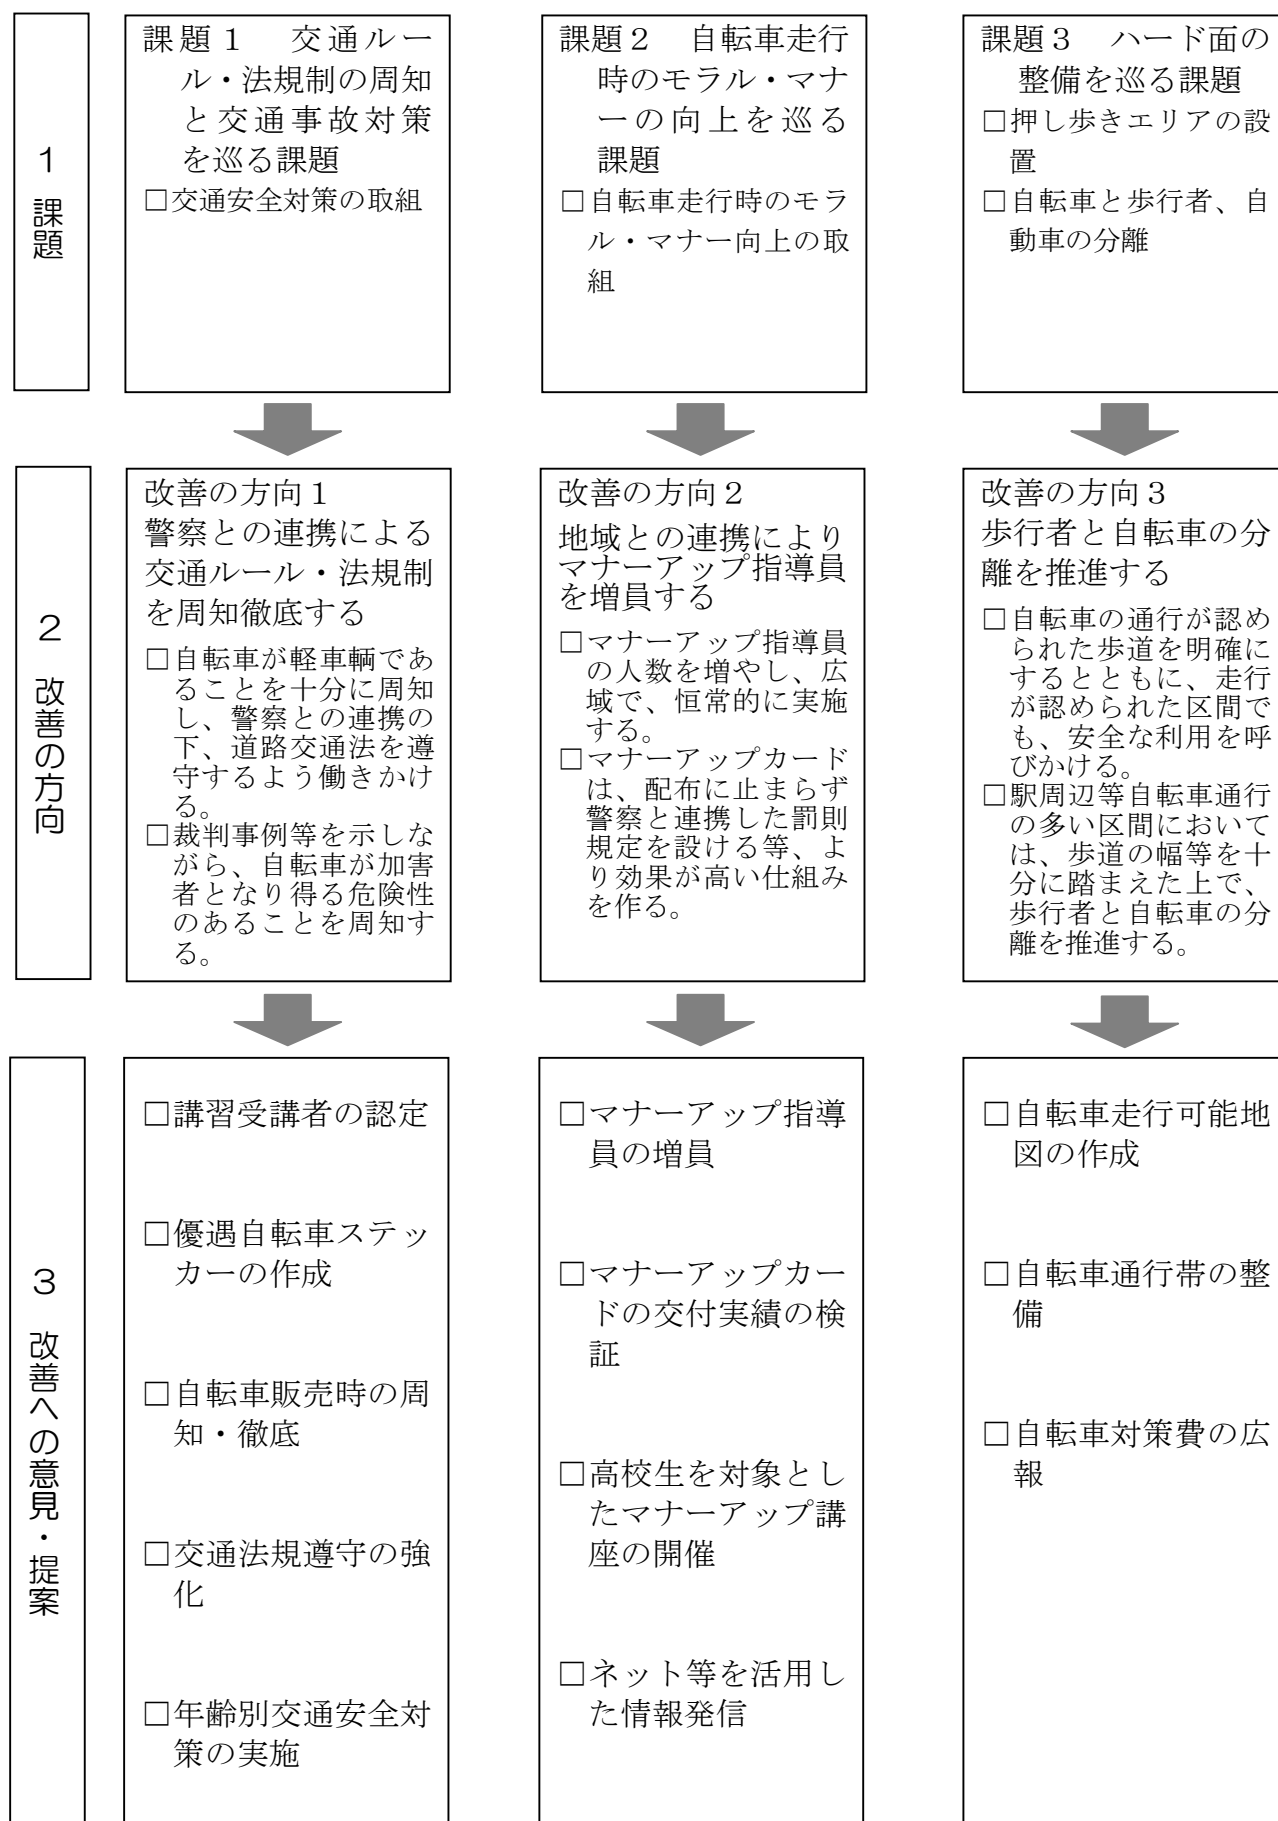 1 課題
課題１　交通ルー
ル・法規制の周知
と交通事故対策
を巡る課題
□交通安全対策の取組
課題２　自転車走行
時のモラル・マナ
ーの向上を巡る
課題
□自転車走行時のモラ
ル・マナー向上の取
組
課題３　ハード面の
整備を巡る課題
□押し歩きエリアの設
置
□自転車と歩行者、自
動車の分離
2 改善の方向
改善の方向１
警察との連携による
交通ルール・法規制
を周知徹底する
□自転車が軽車輌であ
ることを十分に周知
し、警察との連携の
下、道路交通法を遵
守するよう働きかけ
る。
□裁判事例等を示しな
がら、自転車が加害
者となり得る危険性
のあることを周知す
る。
改善の方向２
地域との連携により
マナーアップ指導員
を増員する
□マナーアップ指導員
の人数を増やし、広
域で、恒常的に実施
する。
□マナーアップカード
は、配布に止まらず
警察と連携した罰則
規定を設ける等、よ
り効果が高い仕組み
を作る。
改善の方向３
歩行者と自転車の分
離を推進する
□自転車の通行が認め
られた歩道を明確に
するとともに、走行
が認められた区間で
も、安全な利用を呼
びかける。
□駅周辺等自転車通行
の多い区間において
は、歩道の幅等を十
分に踏まえた上で、
歩行者と自転車の分
離を推進する。
3 改善への意見・提案
□講習受講者の認定
□優遇自転車ステッ
カーの作成
□自転車販売時の周
知・徹底
□交通法規遵守の強
化
□年齢別交通安全対
策の実施
□マナーアップ指導
員の増員
□マナーアップカー
ドの交付実績の検
証
□高校生を対象とし
たマナーアップ講
座の開催
□ネット等を活用し
た情報発信
□自転車走行可能地
図の作成
□自転車通行帯の整
備
□自転車対策費の広
報